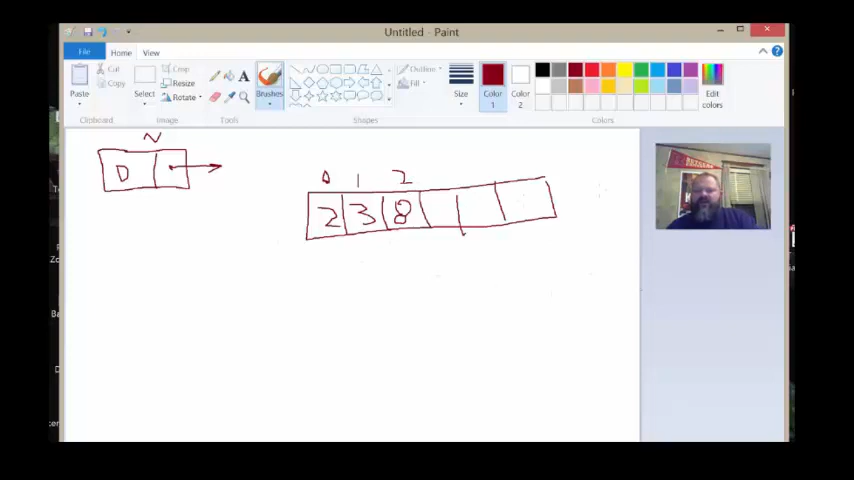 Untitled - Paint
File Home View
Paste
Cut
Copy
Clipboard
Select
Crop
Resize
Rotate
Image
A
Tools
Brushes
Shapes
Outline
Fill
Size
Color 1
Color 2
Edit colors
Colors
N
D
0 1 2
2 3 8